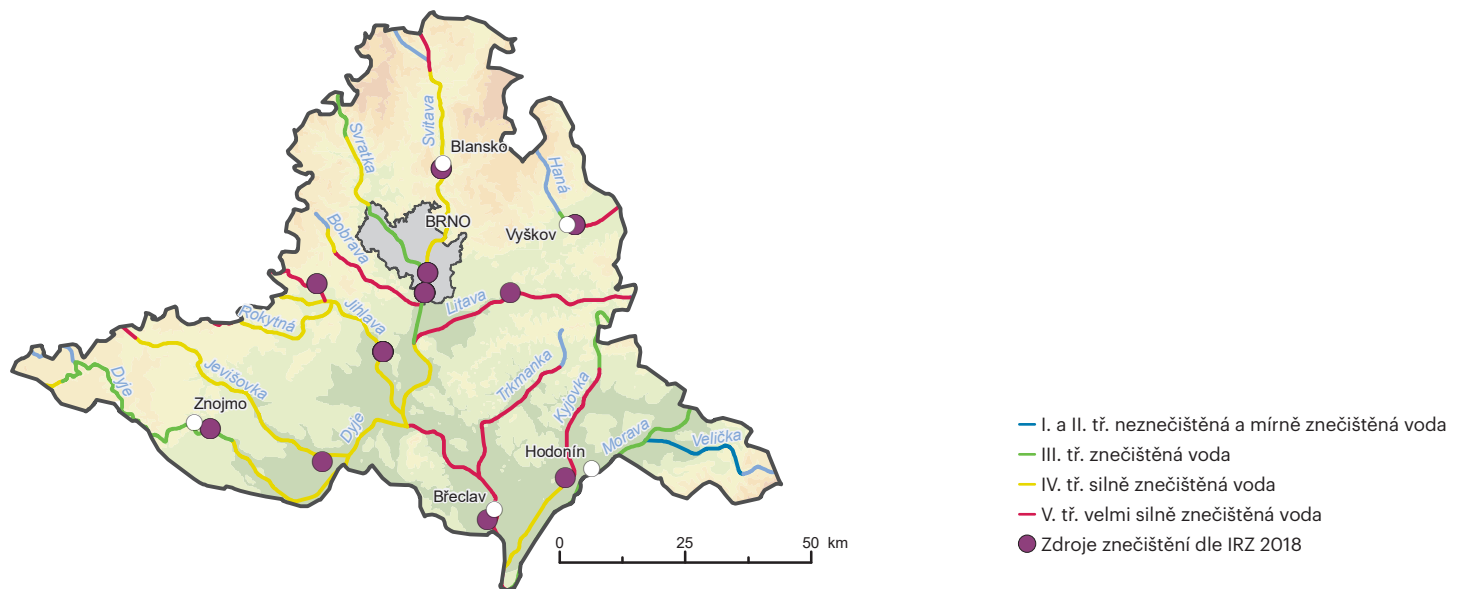 Svratka
Svitava
Blansko
Haná
BRNO
Vyškov
Bobrava
Litava
Jihlava
Rokytná
Trkmanka
Jevišovka
Dyje
Kyjovka
Znojmo
Dyje
Morava
Velička
Hodonín
Břeclav
0 25 50 km
I. a II. tř. neznečištěná a mírně znečištěná voda
III. tř. znečištěná voda
IV. tř. silně znečištěná voda
V. tř. velmi silně znečištěná voda
Zdroje znečištění dle IRZ 2018